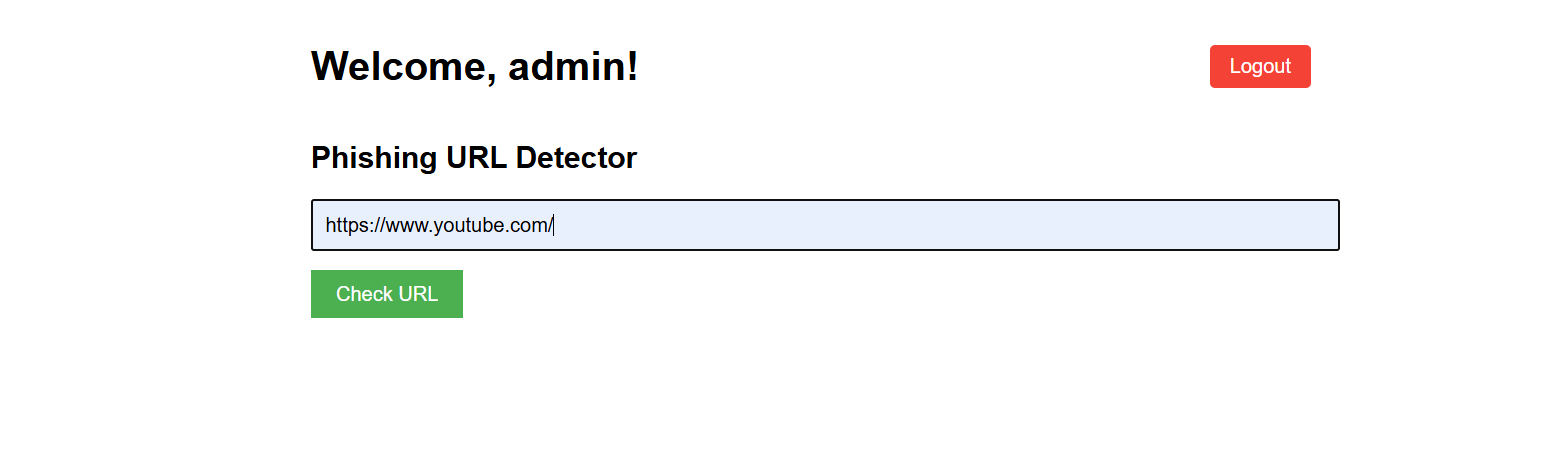 Welcome, admin!
Logout
Phishing URL Detector
https://www.youtube.com/
Check URL